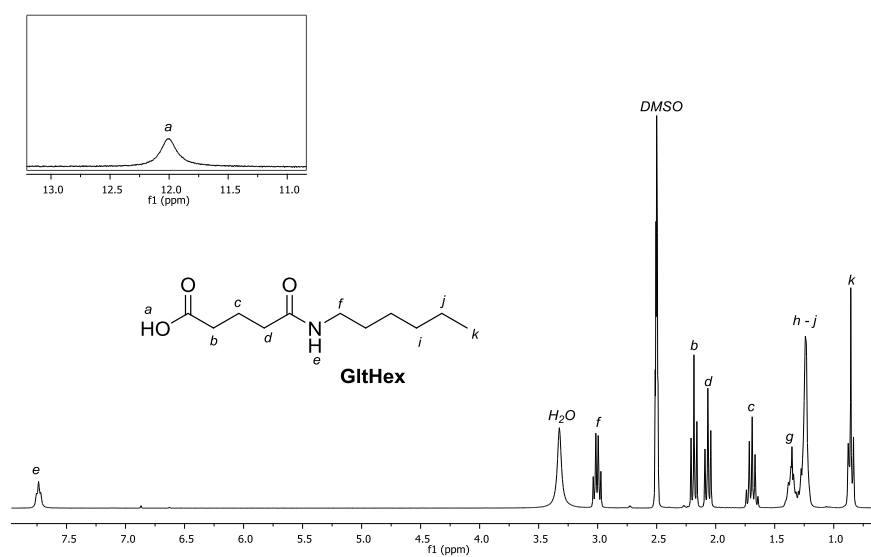 a
13.0 12.5 12.0 11.5 11.0
f1 (ppm)
DMSO
k
h - j
O O
a c f j
HO N
b d H i k
e
GltHex
b
d
H₂O
f
c
g
e
7.5 7.0 6.5 6.0 5.5 5.0 4.5 4.0 3.5 3.0 2.5 2.0 1.5 1.0
f1 (ppm)